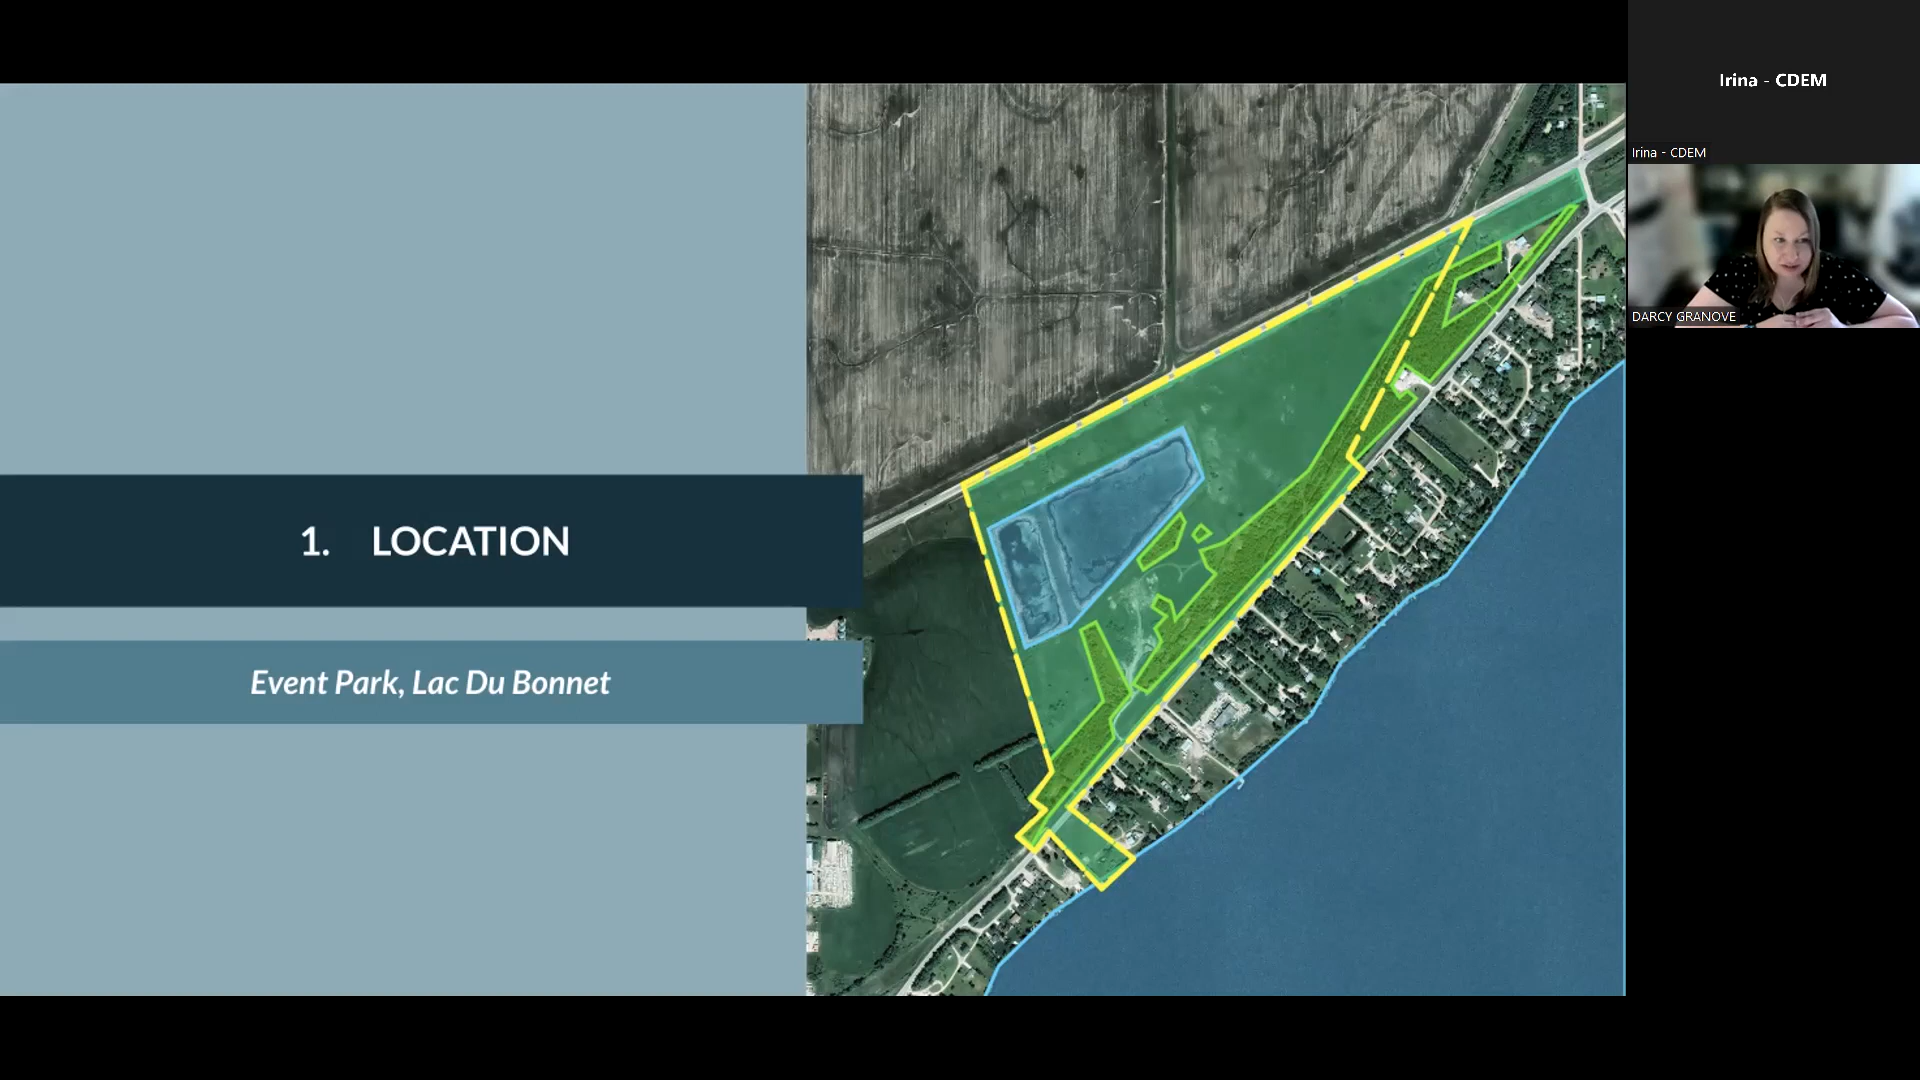 1. LOCATION
Event Park, Lac Du Bonnet
Irina - CDEM
Irina - CDEM
DARCY GRANOVE